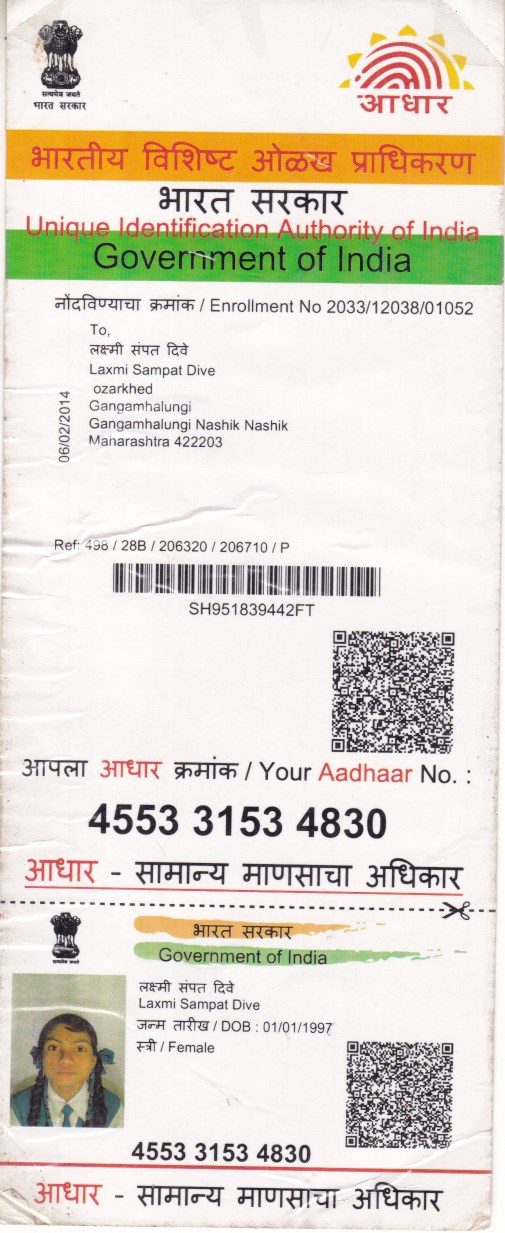 सत्यमेव जयते
भारत सरकार
आधार
भारतीय विशिष्ट ओळख प्राधिकरण
भारत सरकार
Unique Identification Authority of India
Government of India
नोंदविण्याचा क्रमांक / Enrollment No 2033/12038/01052
To,
लक्ष्मी संपत दिवे
Laxmi Sampat Dive
ozarkhed
Gangamhalungi
Gangamhalungi Nashik Nashik
Maharashtra 422203
06/02/2014
Ref: 498 / 28B / 206320 / 206710 / P
SH951839442FT
आपला आधार क्रमांक / Your Aadhaar No. :
4553 3153 4830
आधार - सामान्य माणसाचा अधिकार
सत्यमेव जयते
भारत सरकार
Government of India
लक्ष्मी संपत दिवे
Laxmi Sampat Dive
जन्म तारीख / DOB : 01/01/1997
स्त्री / Female
4553 3153 4830
आधार - सामान्य माणसाचा अधिकार